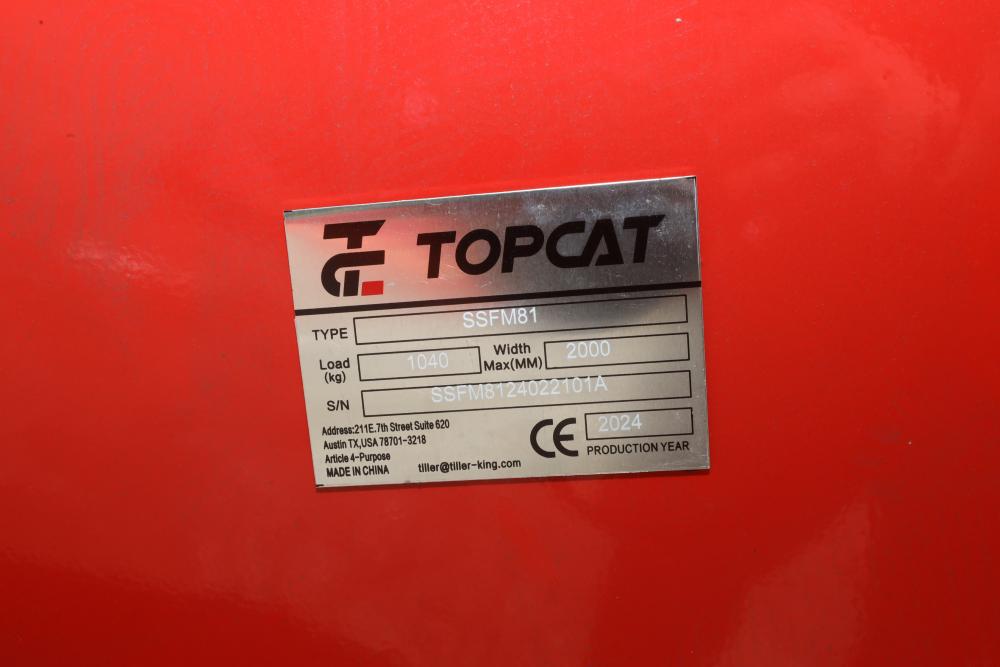 TC TOPCAT
TYPE SSFM81
Load (kg) 1040 Width Max(MM) 2000
S/N SSFM8124022101A
Address:211E.7th Street Suite 620
Austin TX,USA 78701-3218
Article 4-Purpose
MADE IN CHINA
tiller@tiller-king.com
CE
2024
PRODUCTION YEAR